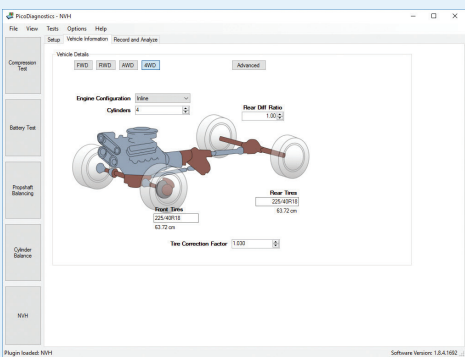 PicoDiagnostics - NVH
File View Tests Options Help
Setup Vehicle Information Record and Analyze
Compression Test
Battery Test
Propshaft Balancing
Cylinder Balance
NVH
Vehicle Details
FWD RWD AWD 4WD Advanced
Engine Configuration Inline
Cylinders 4
Rear Diff Ratio
1.00
Rear Tires
225/40R18
63.72 cm
Front Tires
225/40R18
63.72 cm
Tire Correction Factor 1.030
Plugin loaded: NVH Software Version: 1.8.4.1692